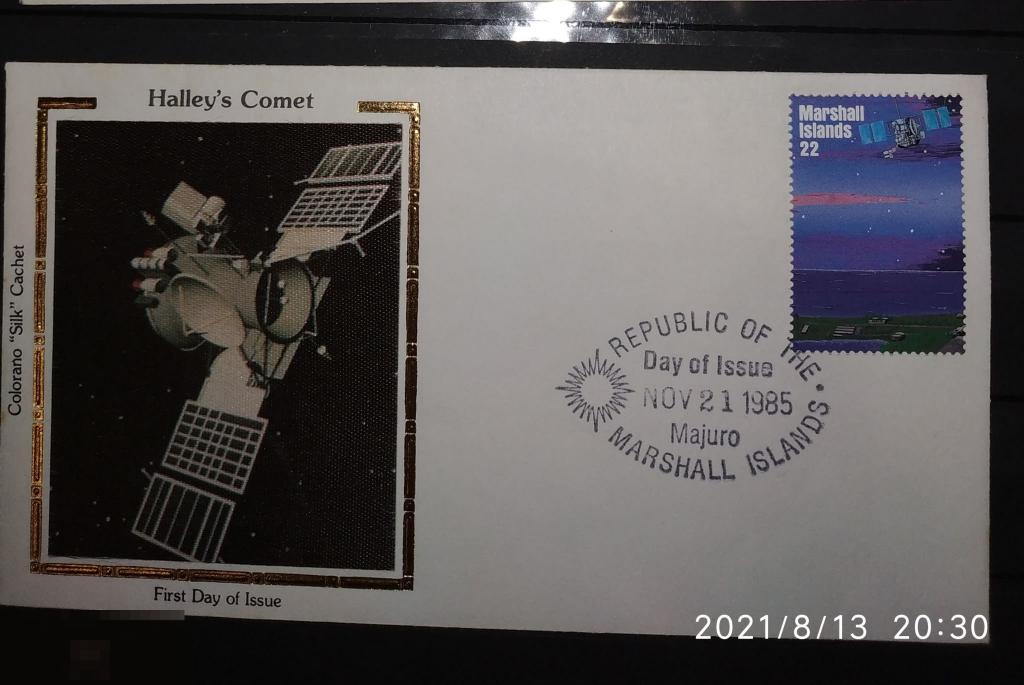 Halley's Comet
Colorano "Silk" Cachet
First Day of Issue
Marshall
Islands
22
REPUBLIC OF THE
Day of Issue
NOV 21 1985
Majuro
MARSHALL ISLANDS
2021/8/13 20:30